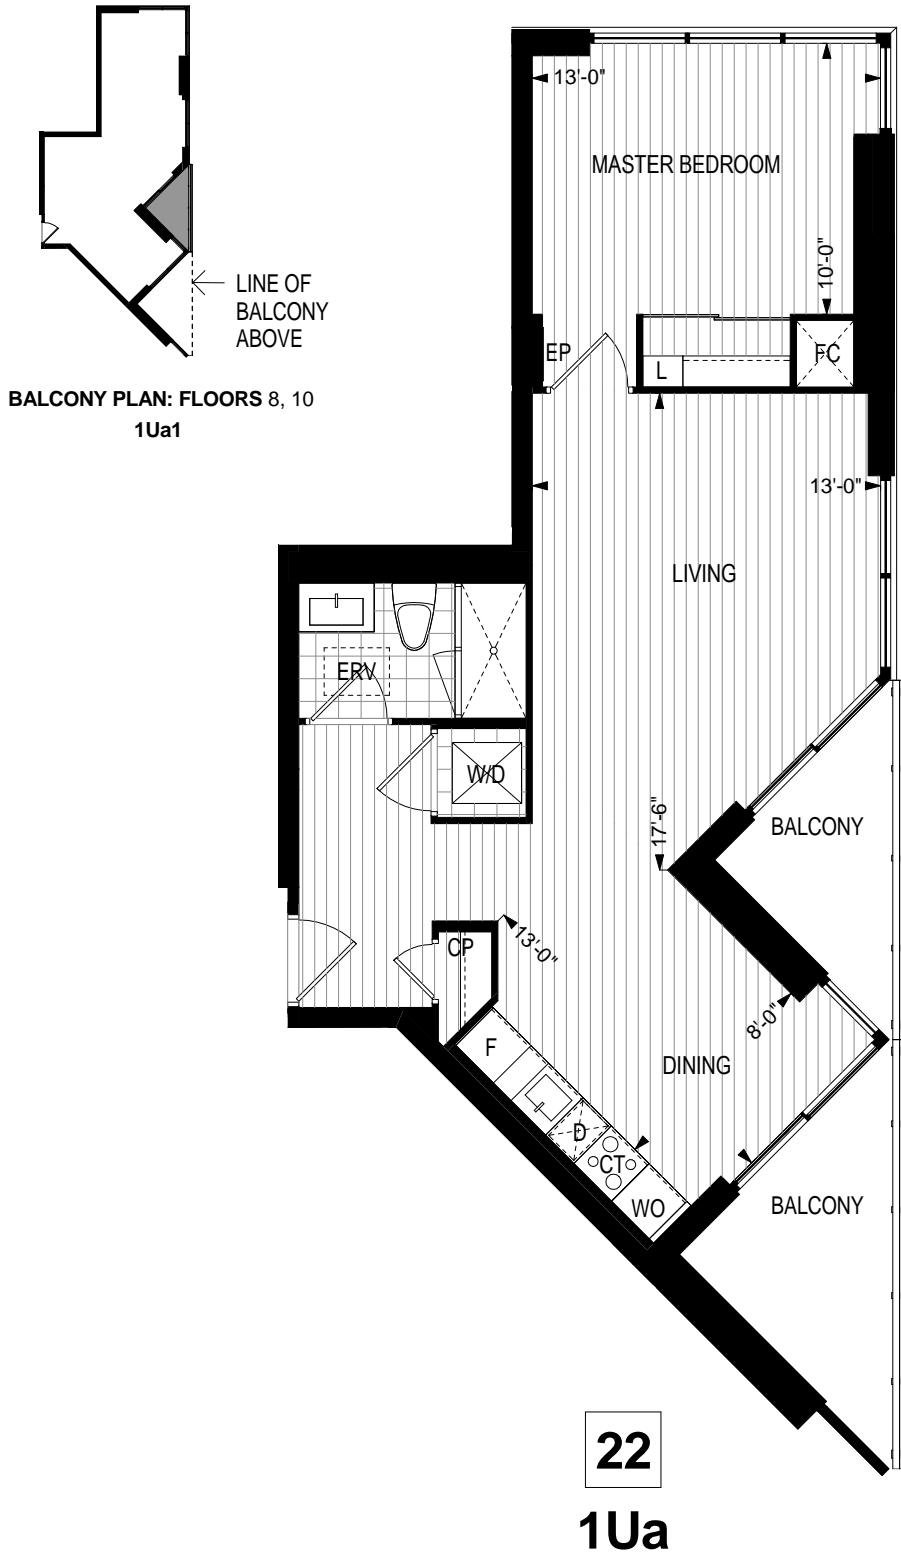 LINE OF
BALCONY
ABOVE
BALCONY PLAN: FLOORS 8, 10
1Ua1
13'-0"
MASTER BEDROOM
10'-0"
EP
L
FC
13'-0"
LIVING
ERV
W/D
17'-6"
BALCONY
CP
13'-0"
8'-0"
F
DINING
D
CT
WO
BALCONY
22
1Ua